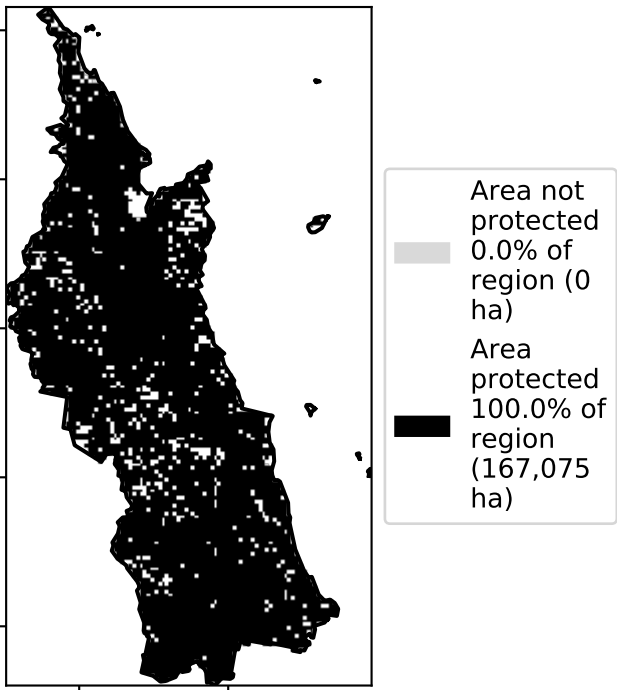 Area not
protected
0.0% of
region (0
ha)
Area
protected
100.0% of
region
(167,075
ha)